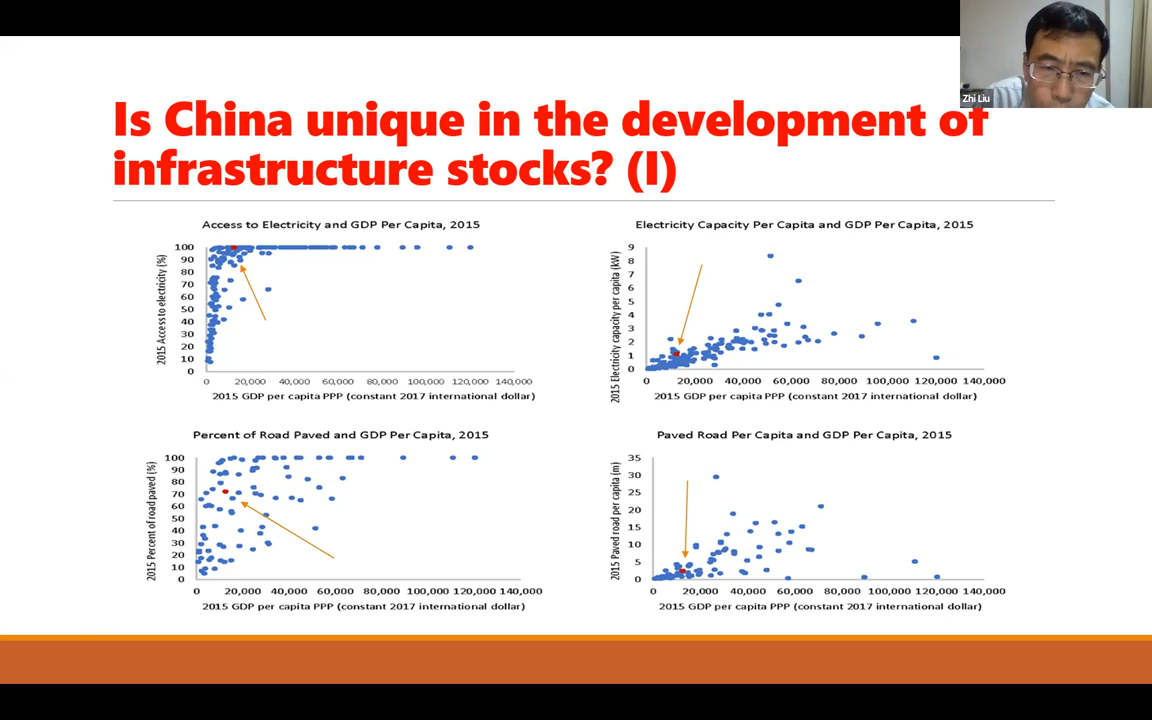 Zhi Liu
Is China unique in the development of
infrastructure stocks? (I)
Access to Electricity and GDP Per Capita, 2015
2015 Access to electricity (%)
100
90
80
70
60
50
40
30
20
10
0
0 20,000 40,000 60,000 80,000 100,000 120,000 140,000
2015 GDP per capita PPP (constant 2017 international dollar)
Electricity Capacity Per Capita and GDP Per Capita, 2015
2015 Electricity capacity per capita (kW)
9
8
7
6
5
4
3
2
1
0
0 20,000 40,000 60,000 80,000 100,000 120,000 140,000
2015 GDP per capita PPP (constant 2017 international dollar)
Percent of Road Paved and GDP Per Capita, 2015
2015 Percent of road paved (%)
100
90
80
70
60
50
40
30
20
10
0
0 20,000 40,000 60,000 80,000 100,000 120,000 140,000
2015 GDP per capita PPP (constant 2017 international dollar)
Paved Road Per Capita and GDP Per Capita, 2015
2015 Paved road per capita (m)
35
30
25
20
15
10
5
0
0 20,000 40,000 60,000 80,000 100,000 120,000 140,000
2015 GDP per capita PPP (constant 2017 international dollar)